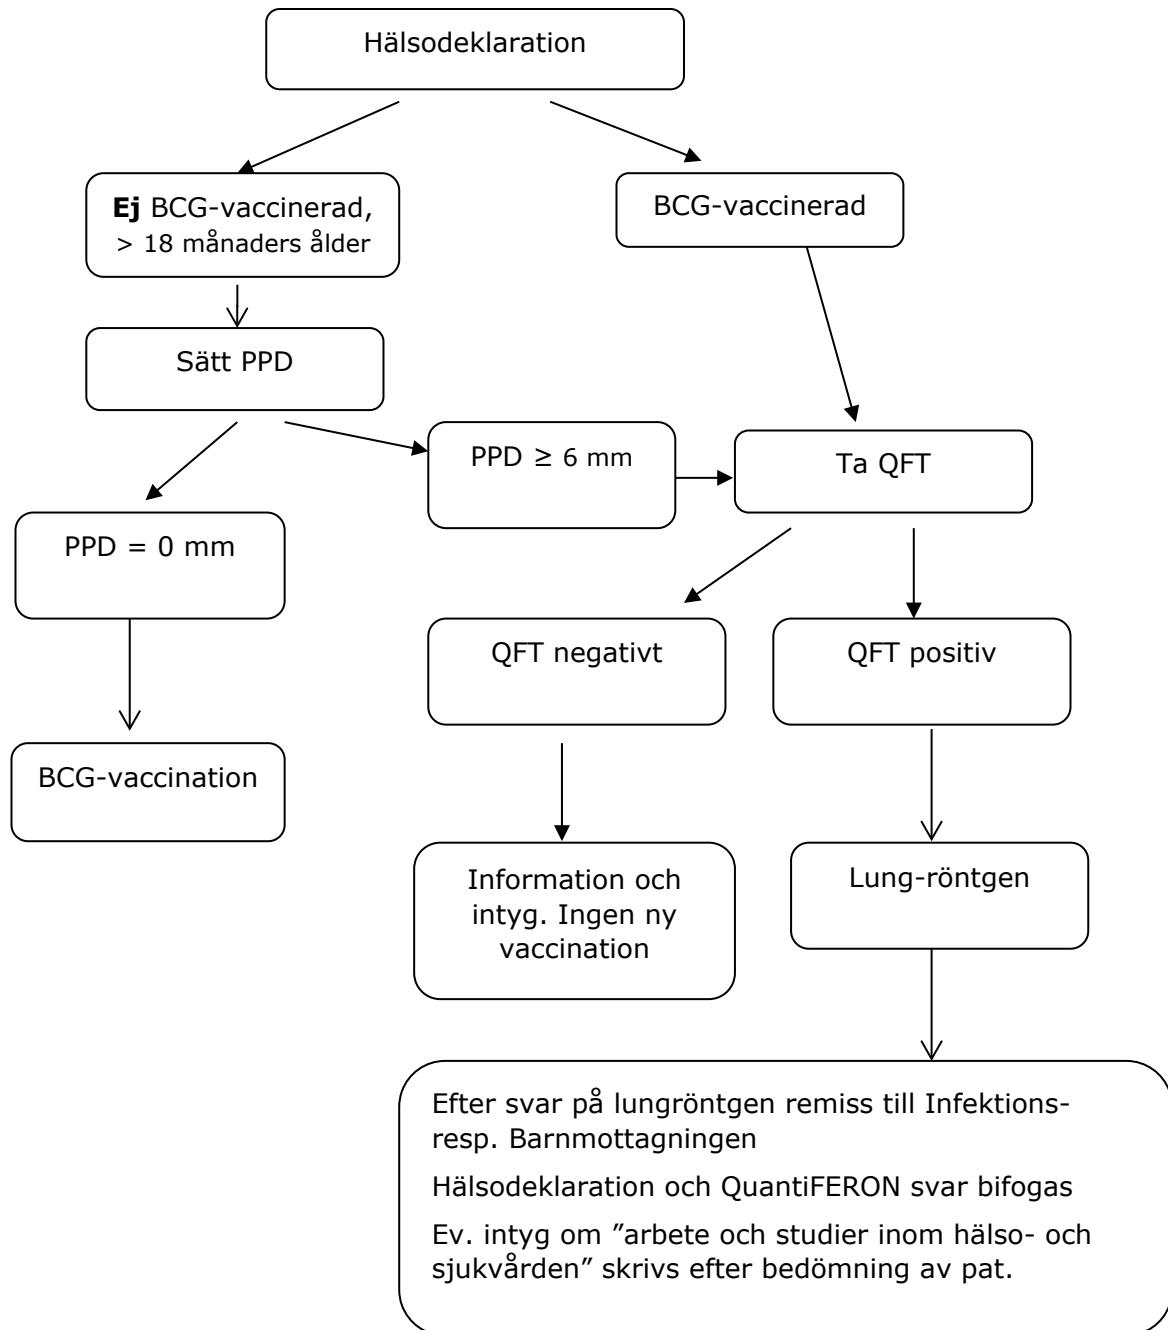 Hälsodeklaration
Ej BCG-vaccinerad,
> 18 månaders ålder
BCG-vaccinerad
Sätt PPD
PPD ≥ 6 mm
Ta QFT
PPD = 0 mm
QFT negativt
QFT positiv
BCG-vaccination
Information och
intyg. Ingen ny
vaccination
Lung-röntgen
Efter svar på lungröntgen remiss till Infektions-
resp. Barnmottagningen
Hälsodeklaration och QuantiFERON svar bifogas
Ev. intyg om ”arbete och studier inom hälso- och
sjukvården” skrivs efter bedömning av pat.